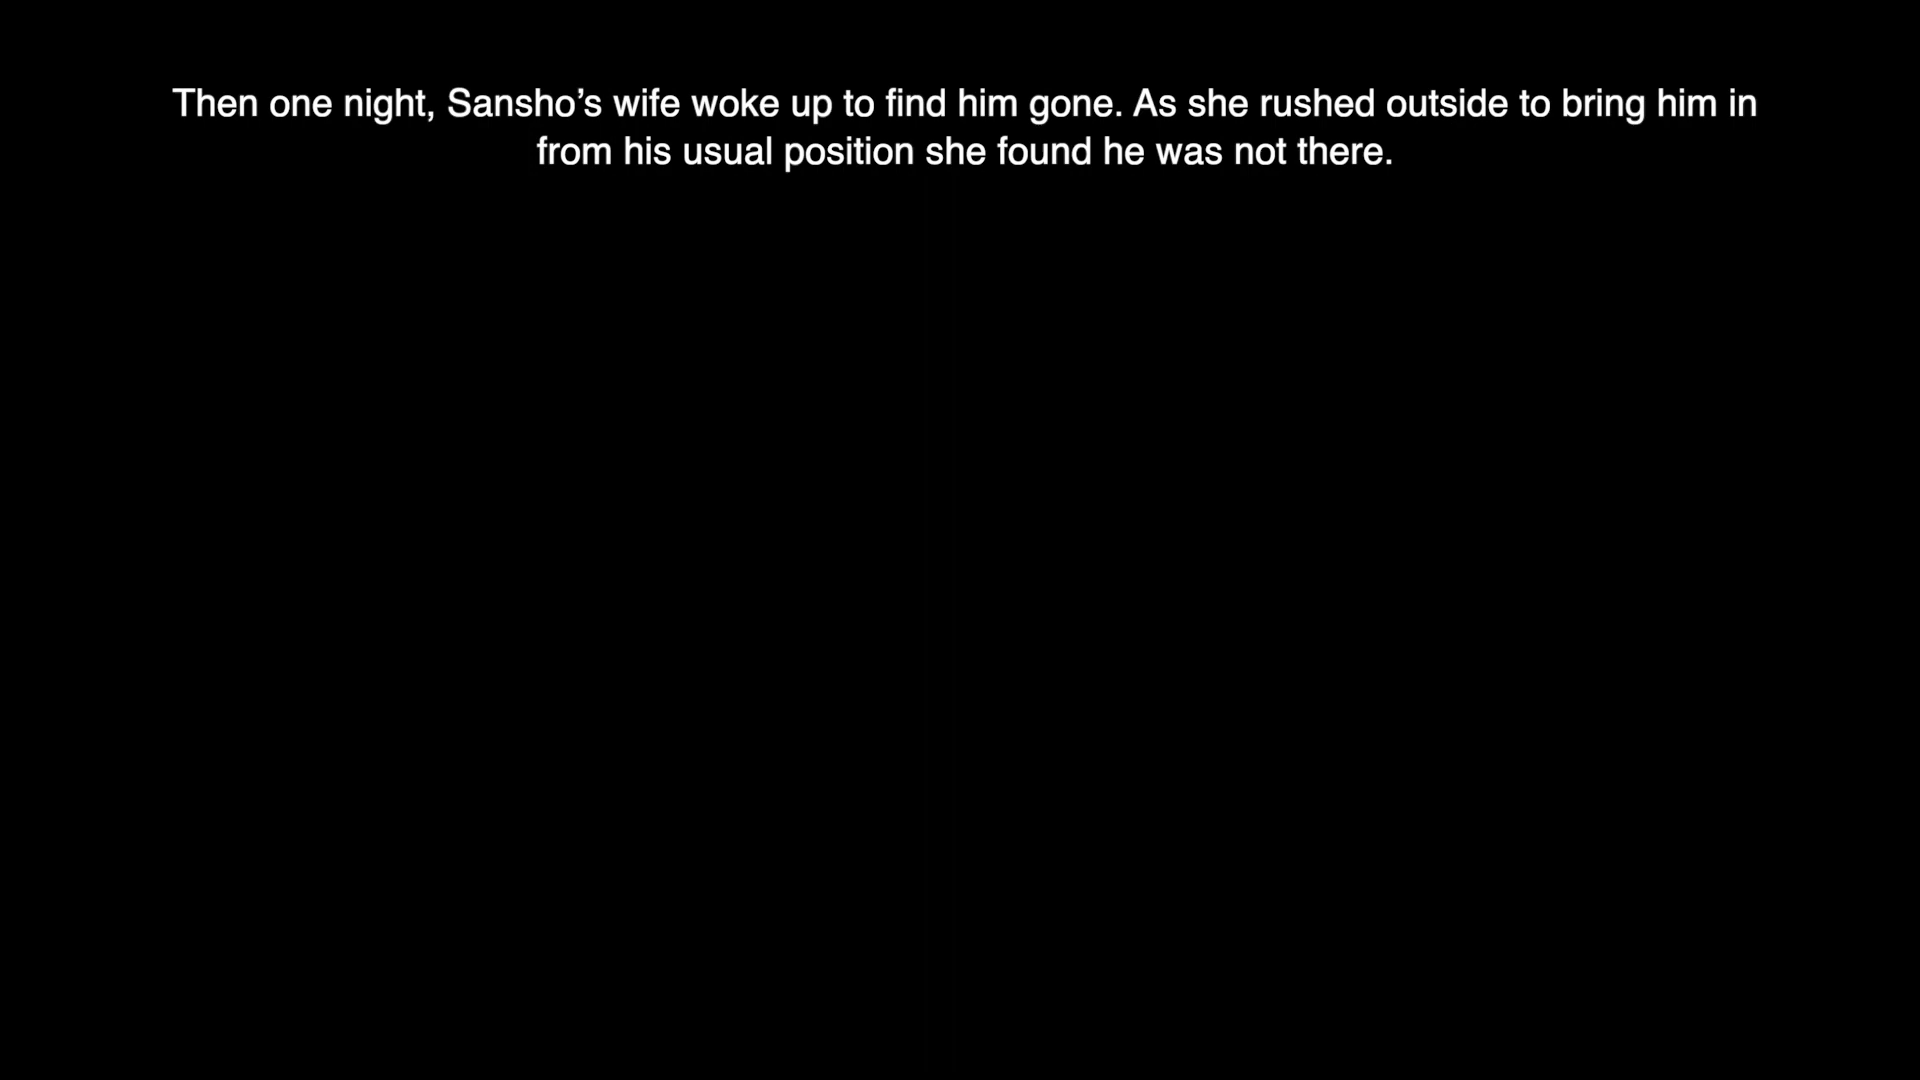 Then one night, Sansho’s wife woke up to find him gone. As she rushed outside to bring him in
from his usual position she found he was not there.